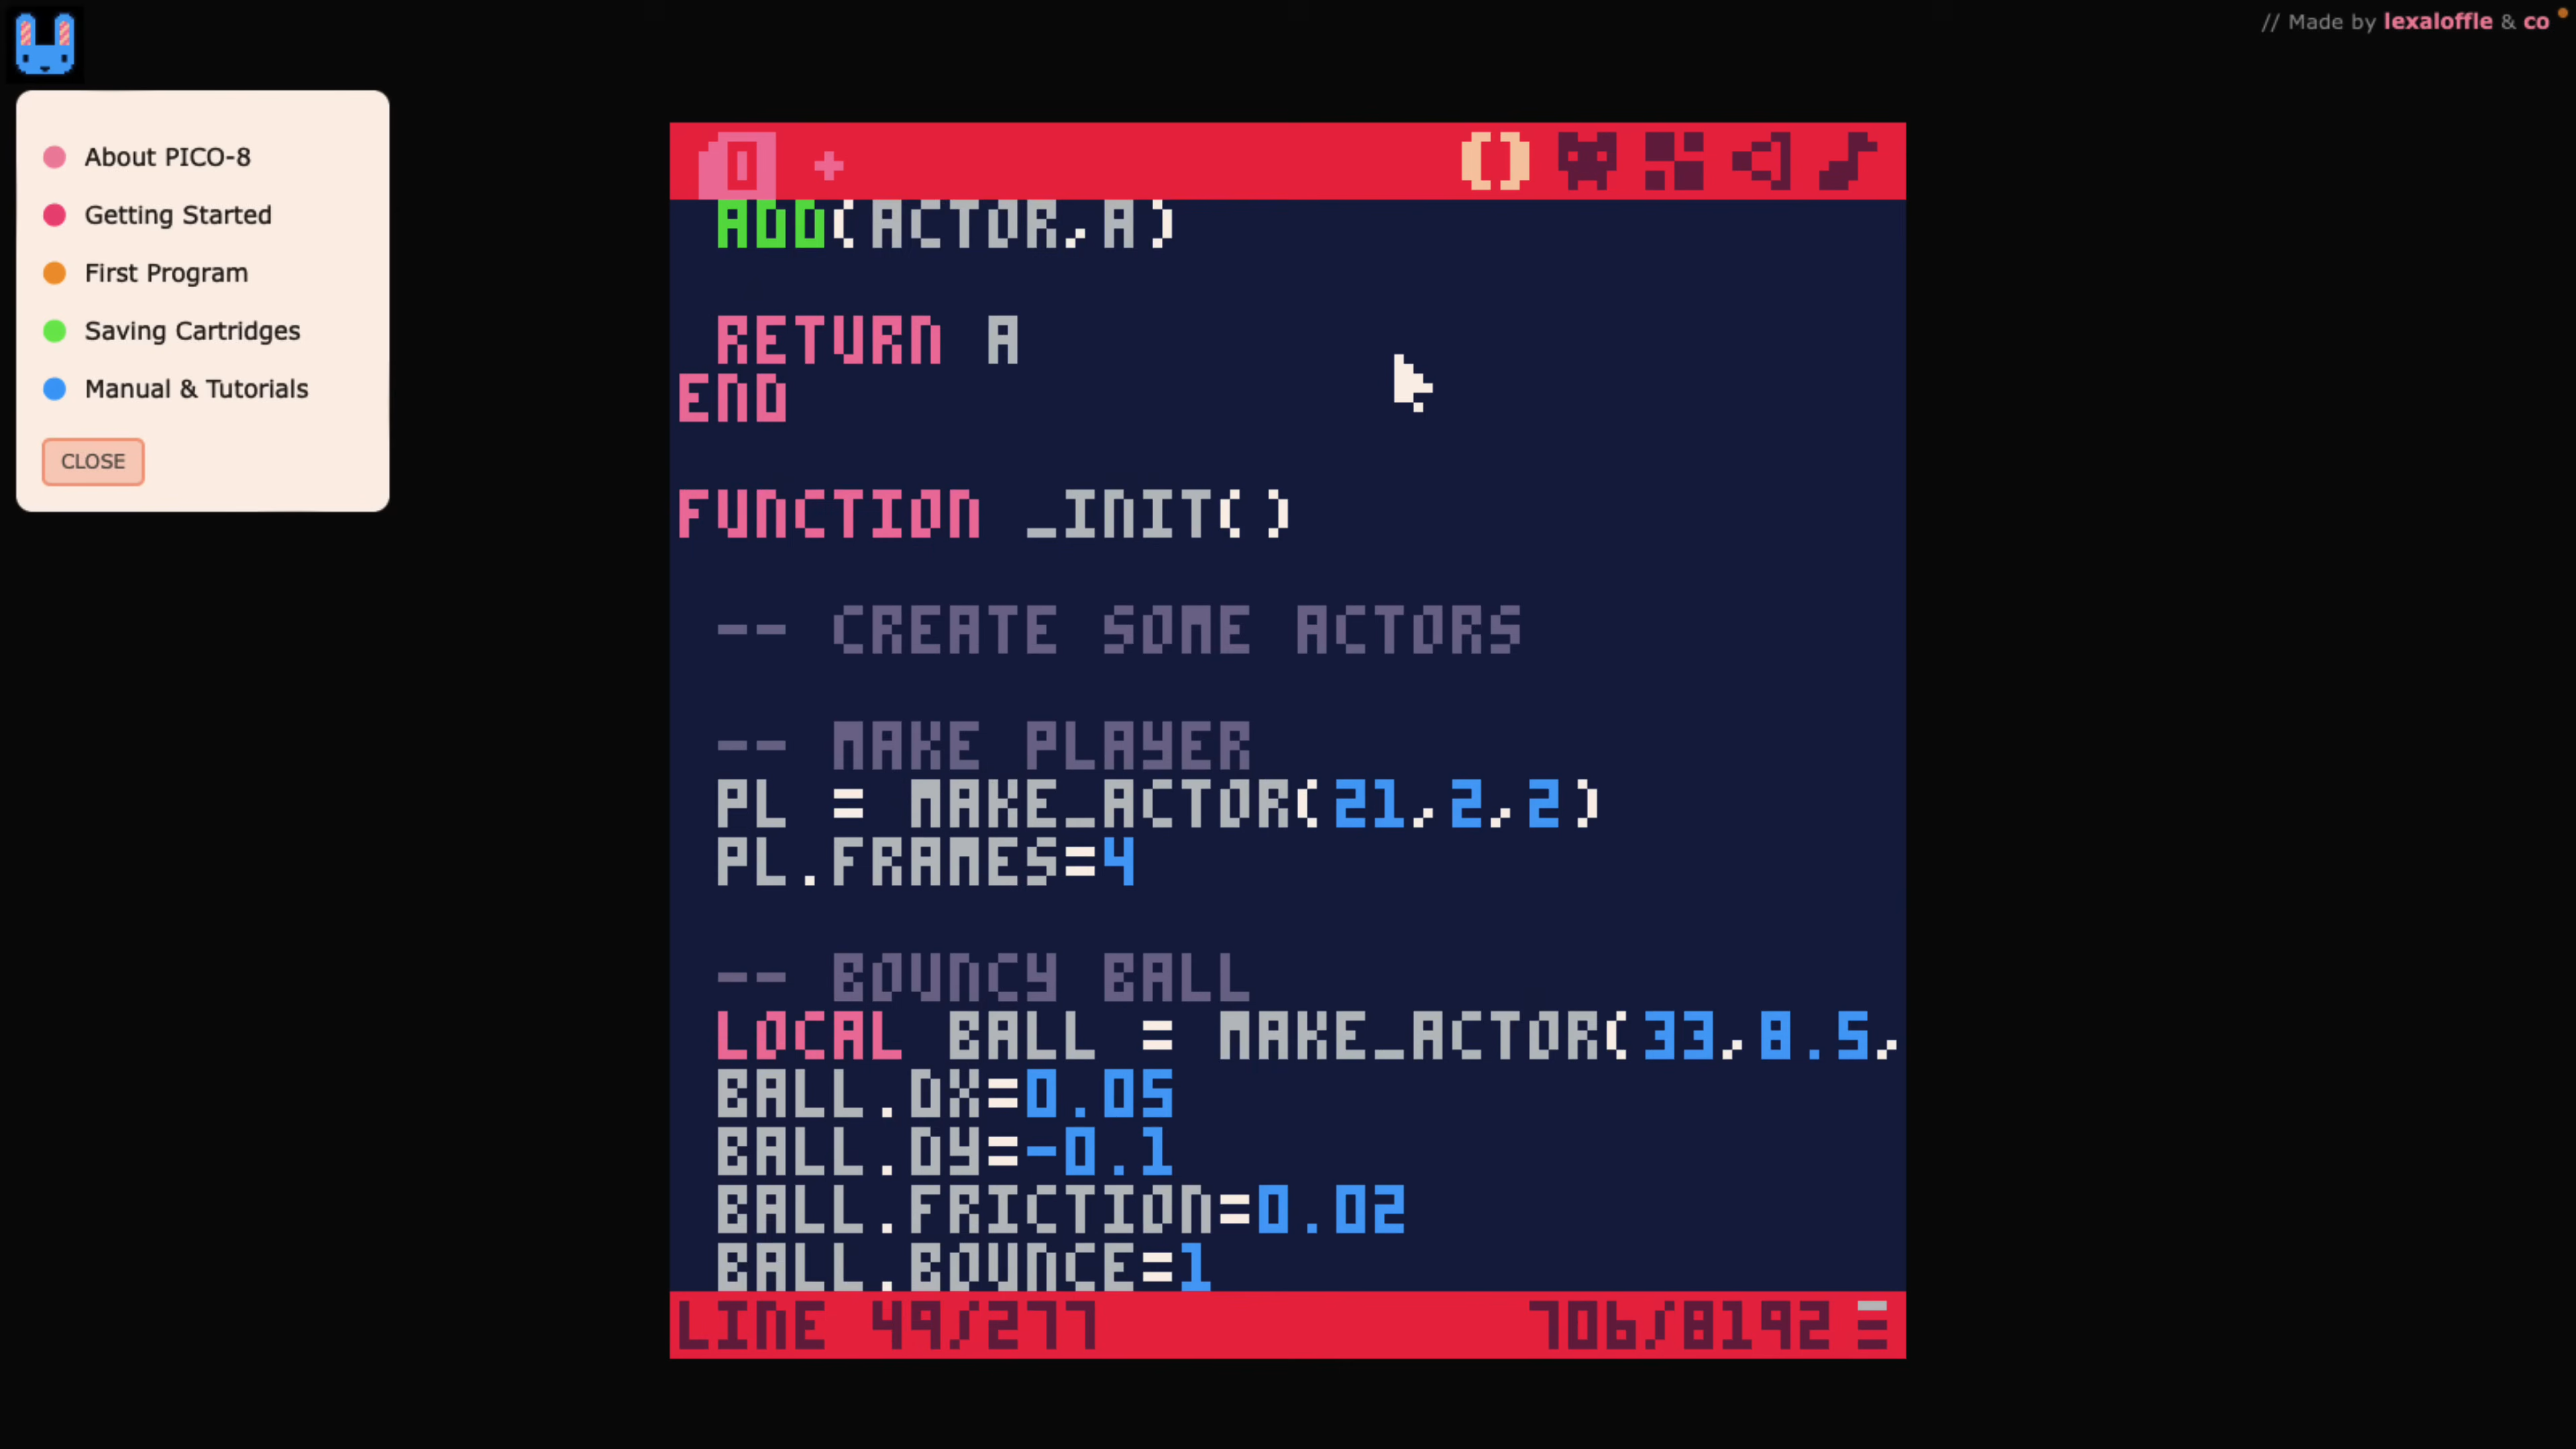 // Made by lexaloffle & co
About PICO-8
Getting Started
First Program
Saving Cartridges
Manual & Tutorials
CLOSE
0 +
ADD(ACTOR,A)
RETURN A
END
FUNCTION _INIT()
-- CREATE SOME ACTORS
-- MAKE PLAYER
PL = MAKE_ACTOR(21,2,2)
PL.FRAMES=4
-- BOUNCY BALL
LOCAL BALL = MAKE_ACTOR(33,8.5,
BALL.DX=0.05
BALL.DY=-0.1
BALL.FRICTION=0.02
BALL.BOUNCE=1
LINE 49/277 706/8192